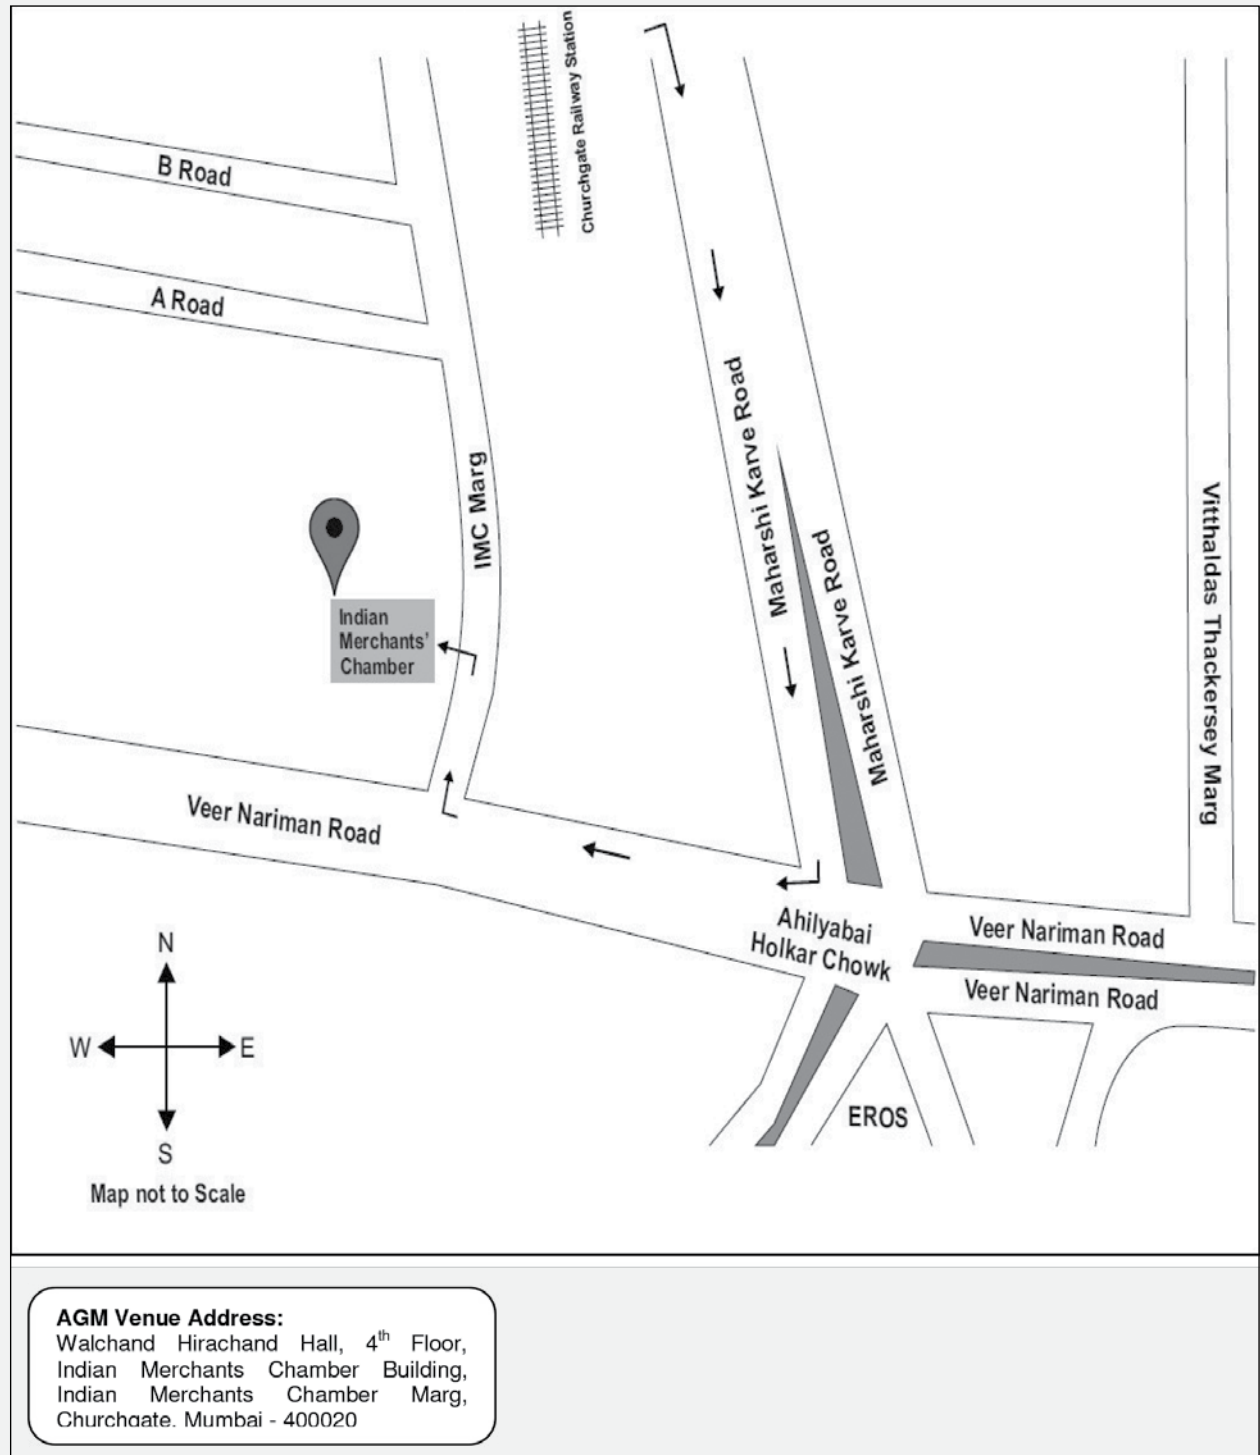 Churchgate Railway Station
B Road
A Road
Maharshi Karve Road
IMC Marg
Vitthaldas Thackersey Marg
Maharshi Karve Road
Indian
Merchants’
Chamber
Veer Nariman Road
Ahilyabai
Holkar Chowk
Veer Nariman Road
Veer Nariman Road
N
W
E
S
EROS
Map not to Scale
AGM Venue Address:
Walchand Hirachand Hall, 4th Floor,
Indian Merchants Chamber Building,
Indian Merchants Chamber Marg,
Churchgate, Mumbai - 400020